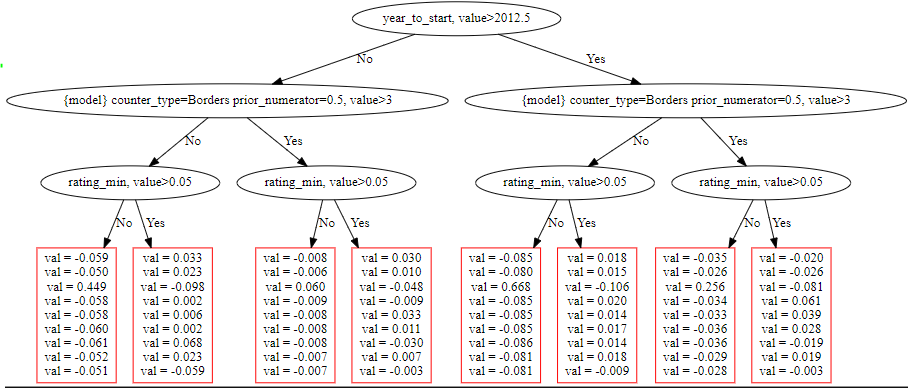 year_to_start, value>2012.5
No
Yes
{model} counter_type=Borders prior_numerator=0.5, value>3
{model} counter_type=Borders prior_numerator=0.5, value>3
No
Yes
No
Yes
rating_min, value>0.05
rating_min, value>0.05
rating_min, value>0.05
rating_min, value>0.05
No
Yes
No
Yes
No
Yes
No
Yes
val = -0.059
val = -0.050
val = 0.449
val = -0.058
val = -0.058
val = -0.060
val = -0.061
val = -0.052
val = -0.051
val = 0.033
val = 0.023
val = -0.098
val = 0.002
val = 0.006
val = 0.002
val = 0.068
val = 0.023
val = -0.059
val = -0.008
val = -0.006
val = 0.060
val = -0.009
val = -0.008
val = -0.008
val = -0.008
val = -0.007
val = -0.007
val = 0.030
val = 0.010
val = -0.048
val = -0.009
val = 0.033
val = 0.011
val = -0.030
val = 0.007
val = -0.003
val = -0.085
val = -0.080
val = 0.668
val = -0.085
val = -0.085
val = -0.085
val = -0.086
val = -0.081
val = -0.081
val = 0.018
val = 0.015
val = -0.106
val = 0.020
val = 0.014
val = 0.017
val = 0.014
val = 0.018
val = -0.009
val = -0.035
val = -0.026
val = 0.256
val = -0.034
val = -0.033
val = -0.036
val = -0.036
val = -0.029
val = -0.028
val = -0.020
val = -0.026
val = -0.081
val = 0.061
val = 0.039
val = 0.028
val = -0.019
val = 0.019
val = -0.003